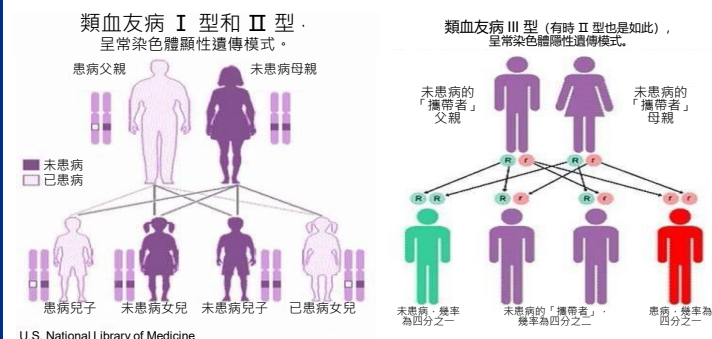 類血友病 I 型和 II 型，
呈常染色體顯性遺傳模式。
患病父親
未患病母親
未患病
已患病
患病兒子
未患病女兒
未患病兒子
已患病女兒
U.S. National Library of Medicine
類血友病 III 型（有時 II 型也是如此），
呈常染色體隱性遺傳模式。
未患病的
「攜帶者」
父親
未患病的
「攜帶者」
母親
R r R r
R R R r R r r r
未患病，幾率
為四分之一
未患病的「攜帶者」，
幾率為四分之二
患病，幾率為
四分之一